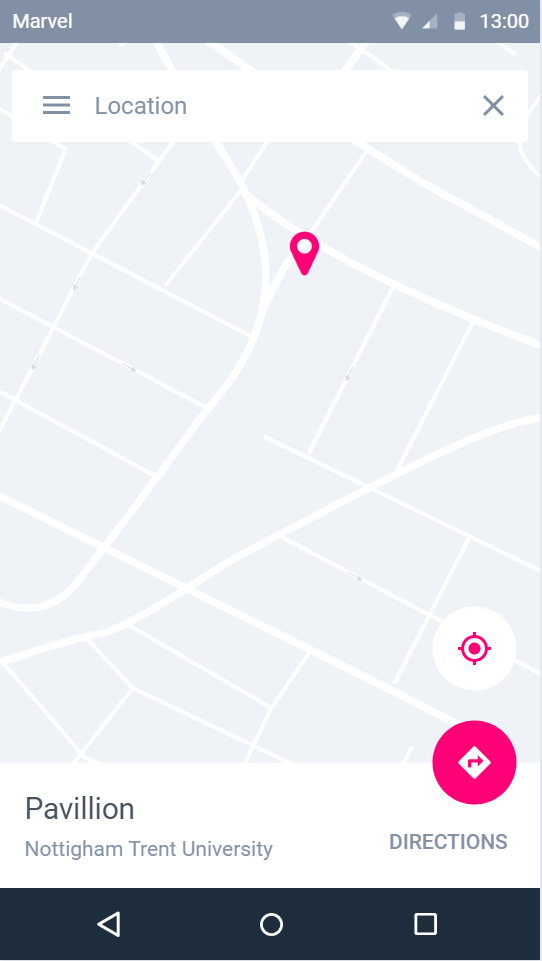 Marvel 13:00
Location
Pavillion
Nottigham Trent University
DIRECTIONS